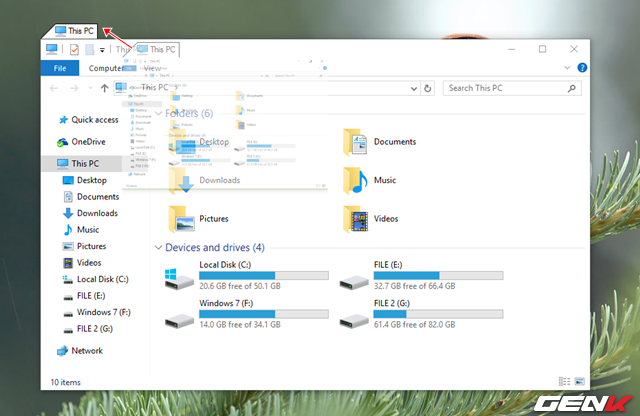 This PC
This PC
This PC
File
Computer
View
This PC
Search This PC
Quick access
OneDrive
This PC
Desktop
Documents
Downloads
Music
Pictures
Videos
Local Disk (C:)
FILE (E:)
Windows 7 (F:)
FILE 2 (G:)
Network
Folders (6)
Desktop
Documents
Downloads
Music
Pictures
Videos
Devices and drives (4)
Local Disk (C:)
20.6 GB free of 50.1 GB
FILE (E:)
32.7 GB free of 66.4 GB
Windows 7 (F:)
14.0 GB free of 34.1 GB
FILE 2 (G:)
61.4 GB free of 82.0 GB
10 items
GENK